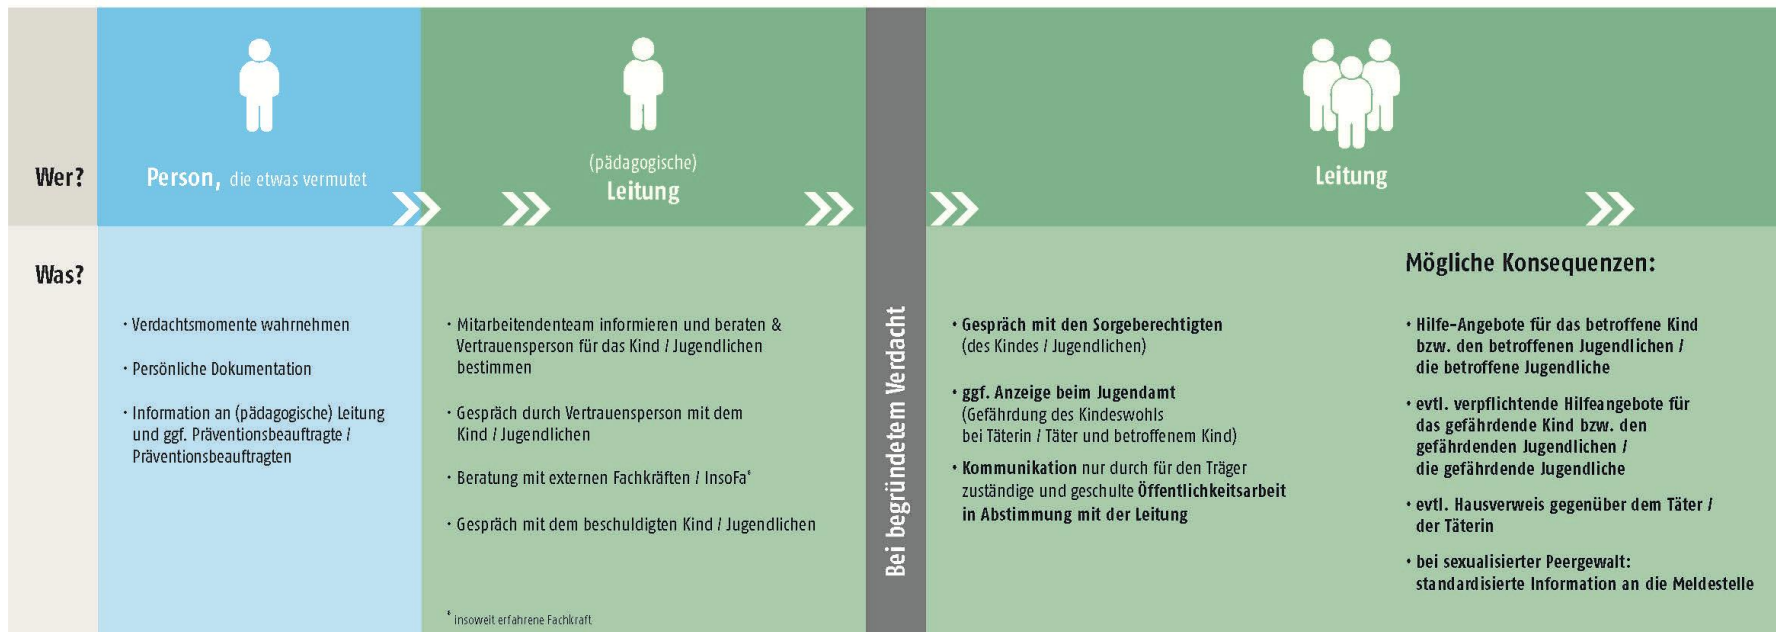 Wer?
Person, die etwas vermutet
(pädagogische)
Leitung
Leitung
Was?
• Verdachtsmomente wahrnehmen
• Persönliche Dokumentation
• Information an (pädagogische) Leitung
und ggf. Präventionsbeauftragte /
Präventionsbeauftragten
• Mitarbeitendenteam informieren und beraten &
Vertrauensperson für das Kind / Jugendlichen
bestimmen
• Gespräch durch Vertrauensperson mit dem
Kind / Jugendlichen
• Beratung mit externen Fachkräften / InsoFa*
• Gespräch mit dem beschuldigten Kind / Jugendlichen
* Insoweit erfahrene Fachkraft
Bei begründetem Verdacht
• Gespräch mit den Sorgeberechtigten
(des Kindes / Jugendlichen)
• ggf. Anzeige beim Jugendamt
(Gefährdung des Kindeswohls
bei Täterin / Täter und betroffenem Kind)
• Kommunikation nur durch für den Träger
zuständige und geschulte Öffentlichkeitsarbeit
in Abstimmung mit der Leitung
Mögliche Konsequenzen:
• Hilfe-Angebote für das betroffene Kind
bzw. den betroffenen Jugendlichen /
die betroffene Jugendliche
• evtl. verpflichtende Hilfeangebote für
das gefährdende Kind bzw. den
gefährdenden Jugendlichen /
die gefährdende Jugendliche
• evtl. Hausverweis gegenüber dem Täter /
der Täterin
• bei sexualisierter Peergewalt:
standardisierte Information an die Meldestelle